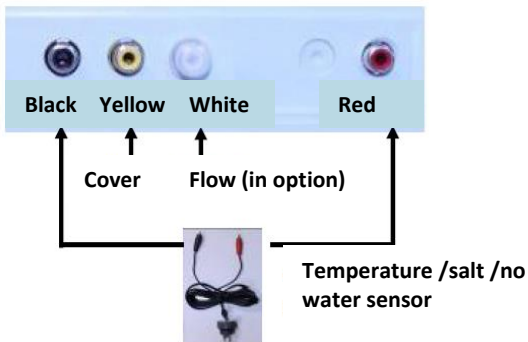 Black Yellow White Red
Cover Flow (in option)
Temperature /salt /no
water sensor